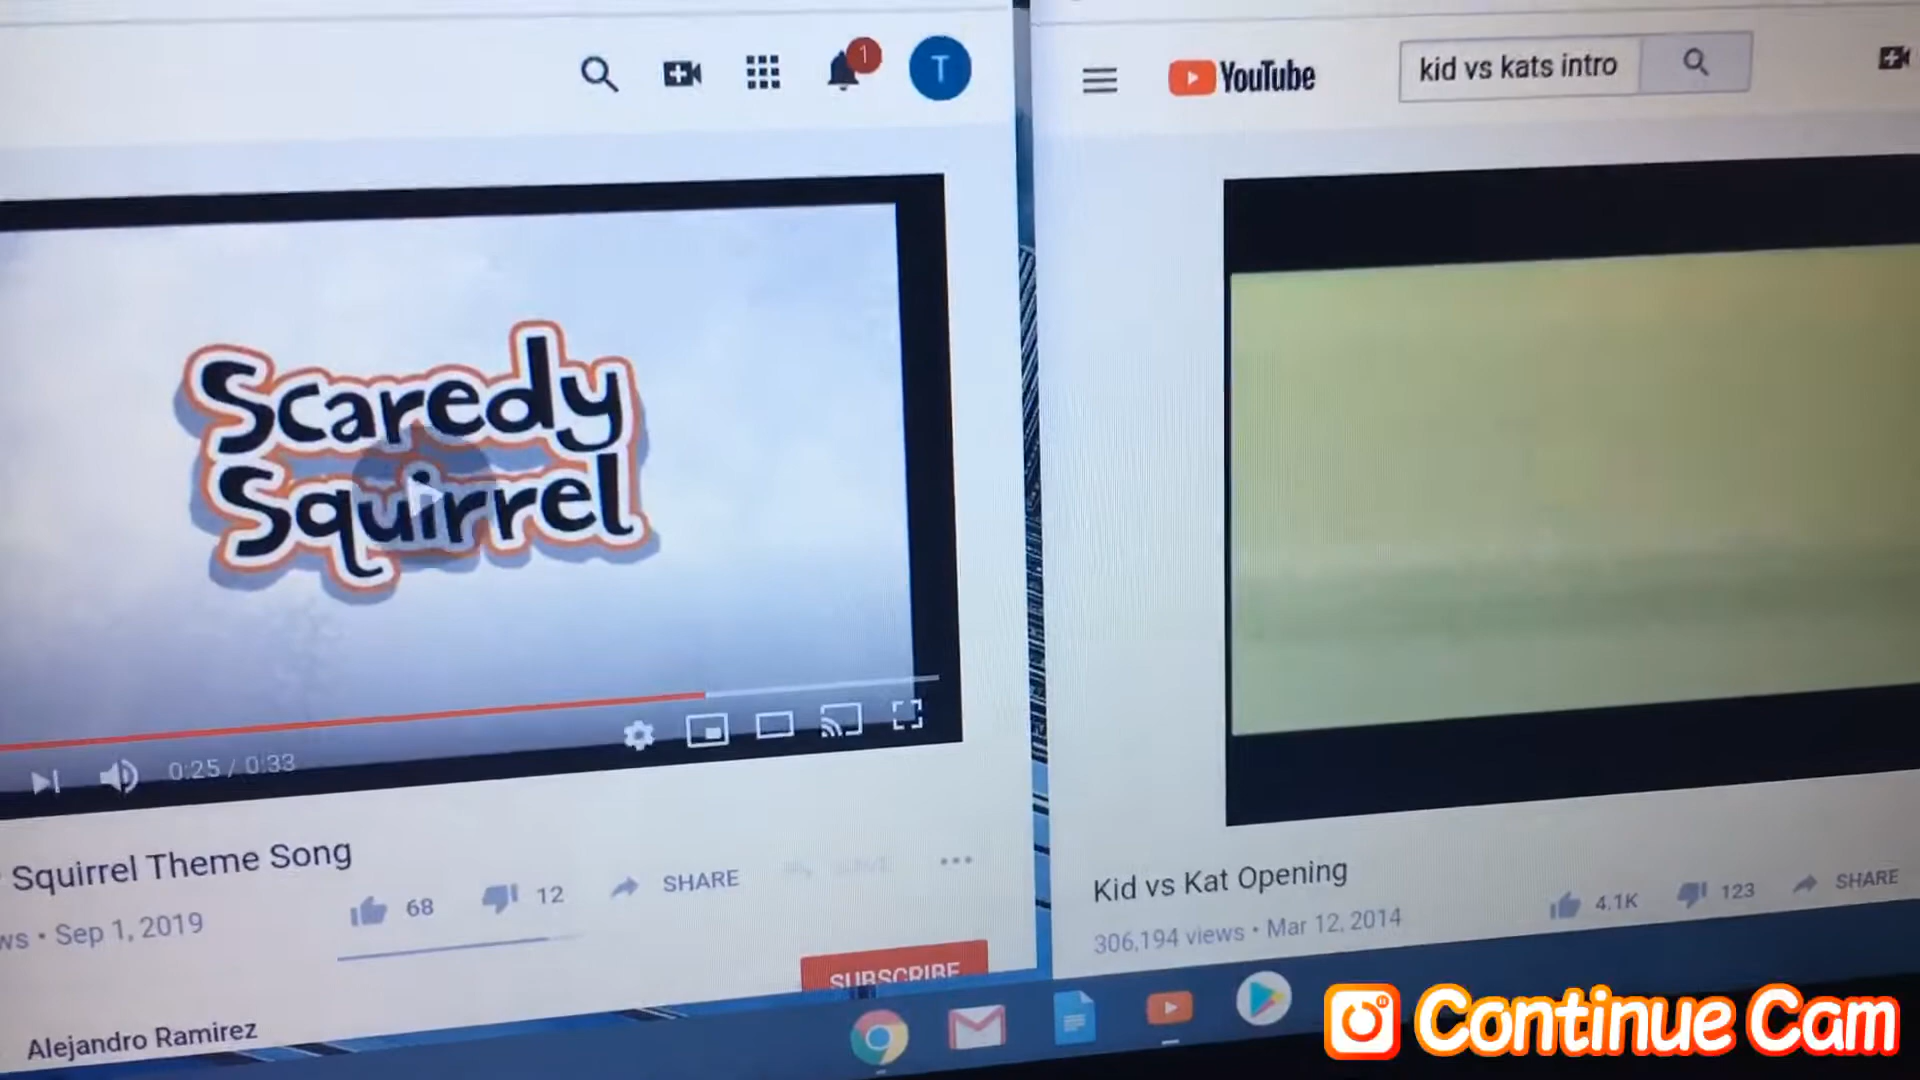 1
T
YouTube
kid vs kats intro
Scaredy
Squirrel
0:25 / 0:33
Squirrel Theme Song
Sep 1, 2019
68
12
SHARE
SUBSCRIBE
Alejandro Ramirez
Kid vs Kat Opening
306,194 views • Mar 12, 2014
4.1K
123
SHARE
Continue Cam